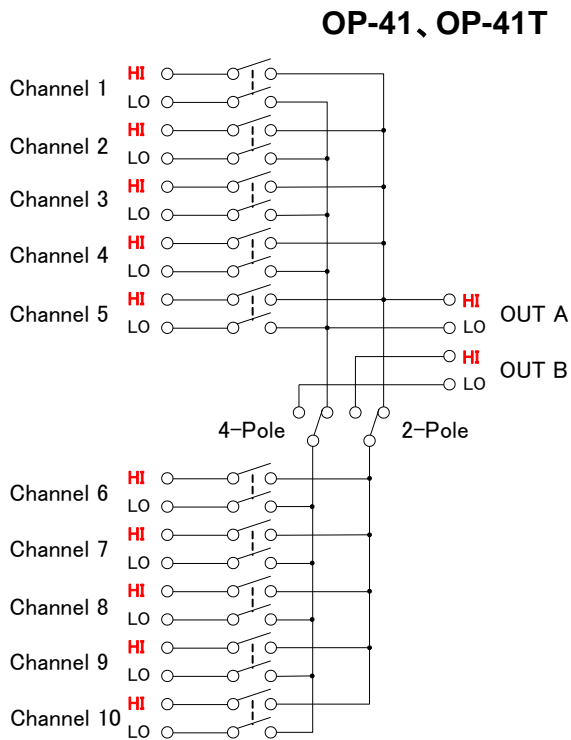 OP-41、OP-41T
Channel 1 HI
LO
Channel 2 HI
LO
Channel 3 HI
LO
Channel 4 HI
LO
Channel 5 HI
LO
HI
LO
OUT A
HI
LO
OUT B
4-Pole
2-Pole
Channel 6 HI
LO
Channel 7 HI
LO
Channel 8 HI
LO
Channel 9 HI
LO
Channel 10 HI
LO